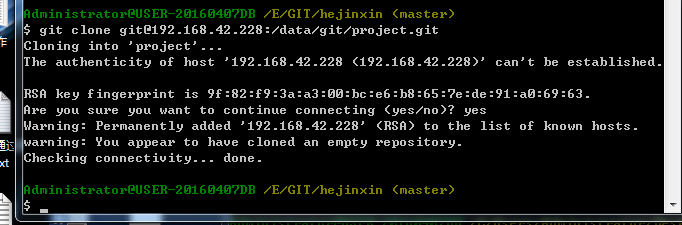 Administrator@USER-20160407DB /E/GIT/hejinxin (master)
$ git clone git@192.168.42.228:/data/git/project.git
Cloning into 'project'...
The authenticity of host '192.168.42.228 (192.168.42.228)' can't be established.
RSA key fingerprint is 9f:82:f9:3a:a3:00:bc:e6:b8:65:7e:de:91:a0:69:63.
Are you sure you want to continue connecting (yes/no)? yes
Warning: Permanently added '192.168.42.228' (RSA) to the list of known hosts.
warning: You appear to have cloned an empty repository.
Checking connectivity... done.
Administrator@USER-20160407DB /E/GIT/hejinxin (master)
$
通过
xt